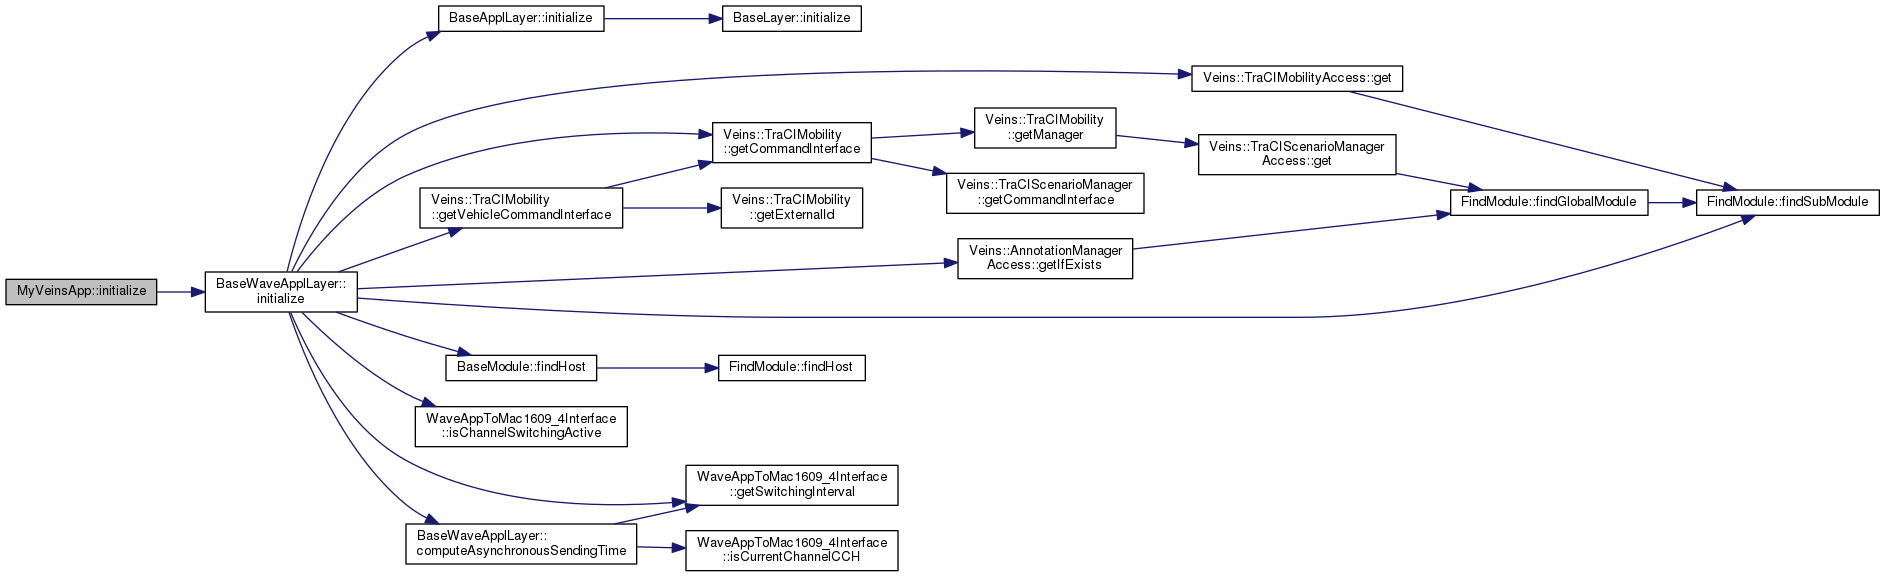 BaseApplLayer::initialize
BaseLayer::initialize
Veins::TraCIMobilityAccess::get
Veins::TraCIMobility
::getCommandInterface
Veins::TraCIMobility
::getManager
Veins::TraCIScenarioManager
Access::get
Veins::TraCIScenarioManager
::getCommandInterface
Veins::TraCIMobility
::getVehicleCommandInterface
Veins::TraCIMobility
::getExternalId
FindModule::findGlobalModule
FindModule::findSubModule
Veins::AnnotationManager
Access::getIfExists
MyVeinsApp::initialize
BaseWaveApplLayer::
initialize
BaseModule::findHost
FindModule::findHost
WaveAppToMac1609_4Interface
::isChannelSwitchingActive
WaveAppToMac1609_4Interface
::getSwitchingInterval
BaseWaveApplLayer::
computeAsynchronousSendingTime
WaveAppToMac1609_4Interface
::isCurrentChannelCCH